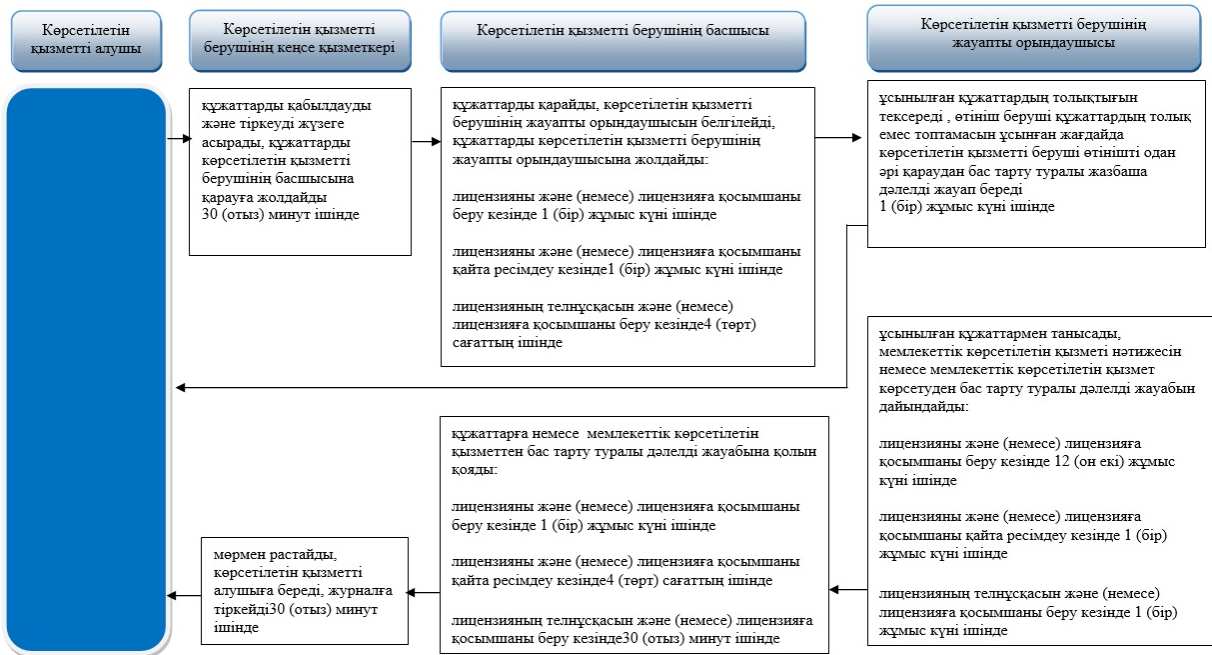 Көрсетілетін
қызметті алушы
Көрсетілетін қызметті
берушінің кеңсе қызметкері
Көрсетілетін қызметті берушінің басшысы
Көрсетілетін қызметті берушінің
жауапты орындаушысы
құжаттарды қабылдауды
және тіркеуді жүзеге
асырады, құжаттарды
көрсетілетін қызметті
берушінің басшысына
қарауға жолдайды
30 (отыз) минут ішінде
құжаттарды қарайды, көрсетілетін қызметті
берушінің жауапты орындаушысын белгілейді,
құжаттарды көрсетілетін қызметті берушінің
жауапты орындаушысына жолдайды:
лицензияны және (немесе) лицензияға қосымшаны
беру кезінде 1 (бір) жұмыс күні ішінде
лицензияны және (немесе) лицензияға қосымшаны
қайта ресімдеу кезінде1 (бір) жұмыс күні ішінде
лицензияның телнұсқасын және (немесе)
лицензияға қосымшаны беру кезінде4 (төрт)
сағаттың ішінде
ұсынылған құжаттардың толықтығын
тексереді , өтініш беруші құжаттардың толық
емес топтамасын ұсынған жағдайда
көрсетілетін қызметті беруші өтінішті одан
әрі қараудан бас тарту туралы жазбаша
дәлелді жауап береді
1 (бір) жұмыс күні ішінде
ұсынылған құжаттармен танысады,
мемлекеттік көрсетілетін қызметі нәтижесін
немесе мемлекеттік көрсетілетін қызмет
көрсетуден бас тарту туралы дәлелді жауабын
дайындайды:
лицензияны және (немесе) лицензияға
қосымшаны беру кезінде 12 (он екі) жұмыс
күні ішінде
лицензияны және (немесе) лицензияға
қосымшаны қайта ресімдеу кезінде 1 (бір)
жұмыс күні ішінде
лицензияның телнұсқасын және (немесе)
лицензияға қосымшаны беру кезінде 1 (бір)
жұмыс күні ішінде
құжаттарға немесе мемлекеттік көрсетілетін
қызметтен бас тарту туралы дәлелді жауабына қолын
қояды:
лицензияны және (немесе) лицензияға қосымшаны
беру кезінде 1 (бір) жұмыс күні ішінде
лицензияны және (немесе) лицензияға қосымшаны
қайта ресімдеу кезінде4 (төрт) сағаттың ішінде
лицензияның телнұсқасын және (немесе) лицензияға
қосымшаны беру кезінде30 (отыз) минут ішінде
мөрмен растайды,
көрсетілетін қызметті
алушыға береді, журналға
тіркейді30 (отыз) минут
ішінде